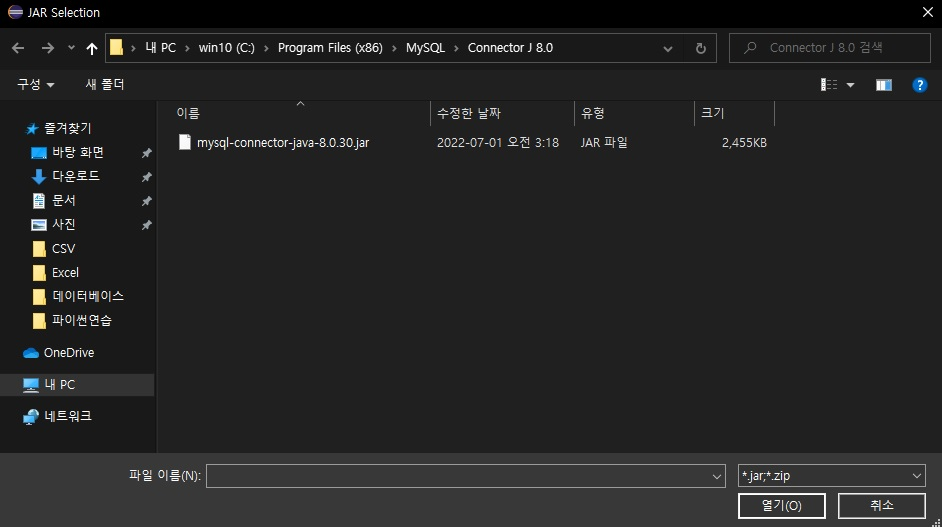 JAR Selection
내 PC > win10 (C:) > Program Files (x86) > MySQL > Connector J 8.0
Connector J 8.0 검색
구성
새 폴더
이름 수정한 날짜 유형 크기
mysql-connector-java-8.0.30.jar 2022-07-01 오전 3:18 JAR 파일 2,455KB
즐겨찾기
바탕 화면
다운로드
문서
사진
CSV
Excel
데이터베이스
파이썬연습
OneDrive
내 PC
네트워크
파일 이름(N):
*.jar;*.zip
열기(O)
취소